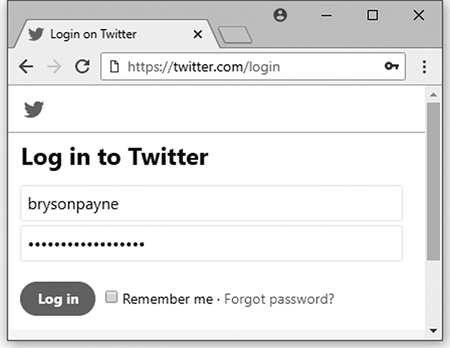 Login on Twitter
https://twitter.com/login
Log in to Twitter
brysonpayne
••••••••••••••••••
Log in Remember me · Forgot password?